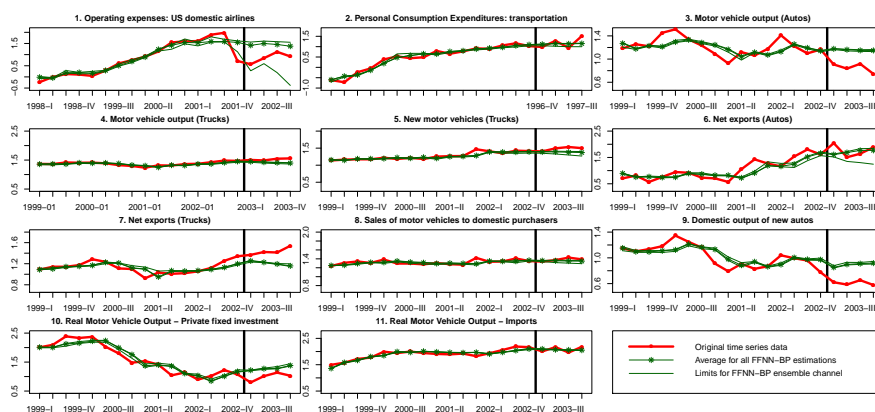 1. Operating expenses: US domestic airlines
−0.5 0.5 1.5
1998−I 1998−IV 1999−III 2000−II 2001−I 2001−IV 2002−III
2. Personal Consumption Expenditures: transportation
−1.0 0.5 1.5
1996−IV 1997−III
3. Motor vehicle output (Autos)
0.6 1.0 1.4
1999−I 1999−IV 2000−III 2001−II 2002−I 2002−IV 2003−III
4. Motor vehicle output (Trucks)
0.5 1.5 2.5
1999−01 2000−01 2001−01 2002−01 2003−I 2003−IV
5. New motor vehicles (Trucks)
0.5 1.5 2.5
1999−I 1999−IV 2000−III 2001−II 2002−I 2002−IV 2003−III
6. Net exports (Autos)
0.5 1.5 2.5
1999−I 1999−IV 2000−III 2001−II 2002−I 2002−IV 2003−III
7. Net exports (Trucks)
0.8 1.2 1.6
1999−I 1999−IV 2000−III 2001−II 2002−I 2002−IV 2003−III
8. Sales of motor vehicles to domestic purchasers
0.8 1.4 2.0
1999−I 1999−IV 2000−III 2001−II 2002−I 2002−IV 2003−III
9. Domestic output of new autos
0.6 1.0 1.4
1999−I 1999−IV 2000−III 2001−II 2002−I 2002−IV 2003−III
10. Real Motor Vehicle Output − Private fixed investment
0.5 1.5 2.5
1999−I 1999−IV 2000−III 2001−II 2002−I 2002−IV 2003−III
11. Real Motor Vehicle Output − Imports
0.5 1.5 2.5
1999−I 1999−IV 2000−III 2001−II 2002−I 2002−IV 2003−III
Original time series data
Average for all FFNN−BP estimations
Limits for FFNN−BP ensemble channel